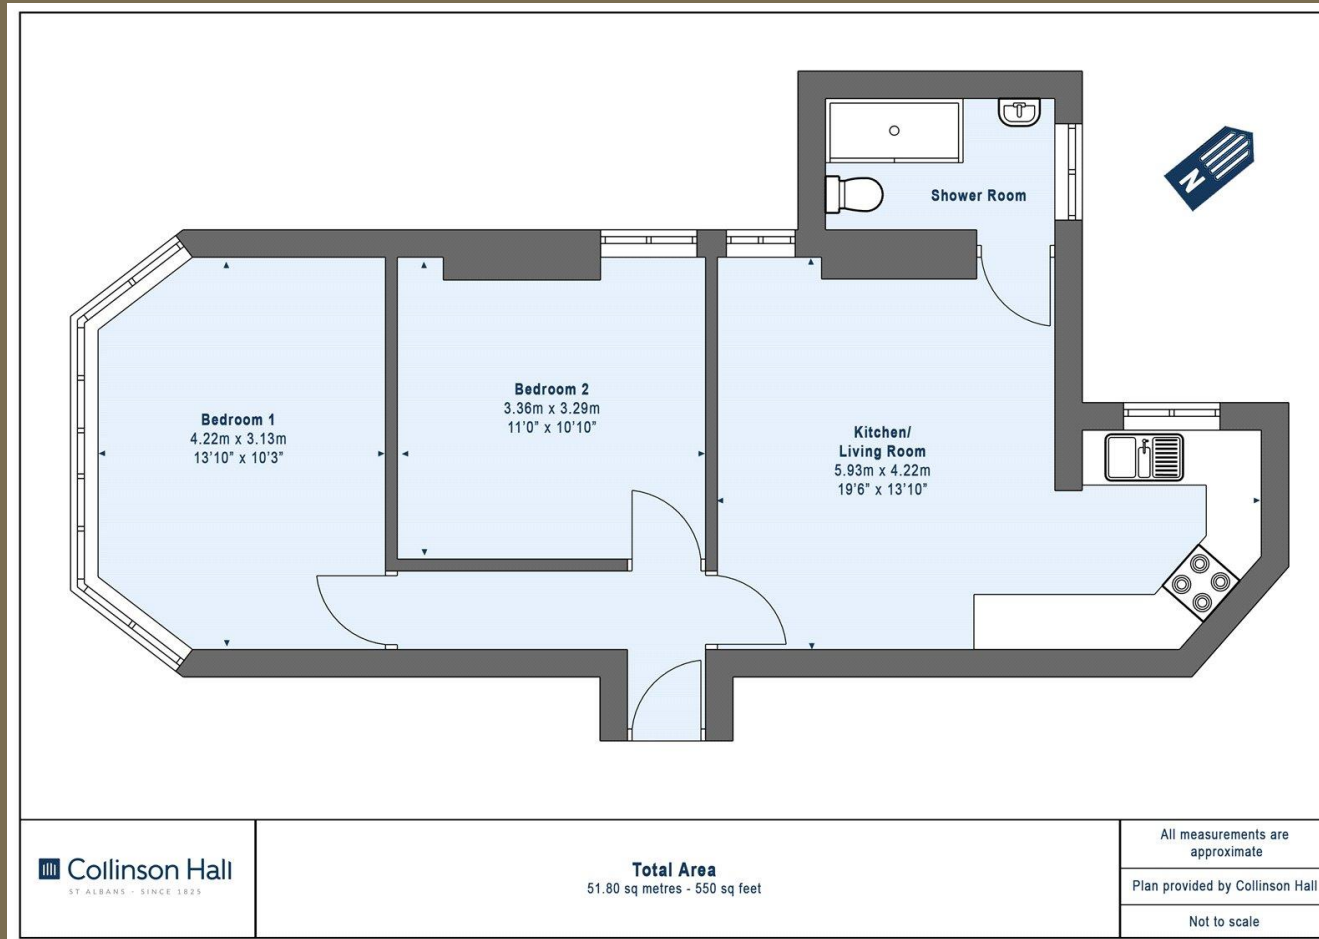 Shower Room
N
Bedroom 1
4.22m x 3.13m
13'10" x 10'3"
Bedroom 2
3.36m x 3.29m
11'0" x 10'10"
Kitchen/
Living Room
5.93m x 4.22m
19'6" x 13'10"
Collinson Hall
ST ALBANS - SINCE 1825
Total Area
51.80 sq metres - 550 sq feet
All measurements are
approximate
Plan provided by Collinson Hall
Not to scale